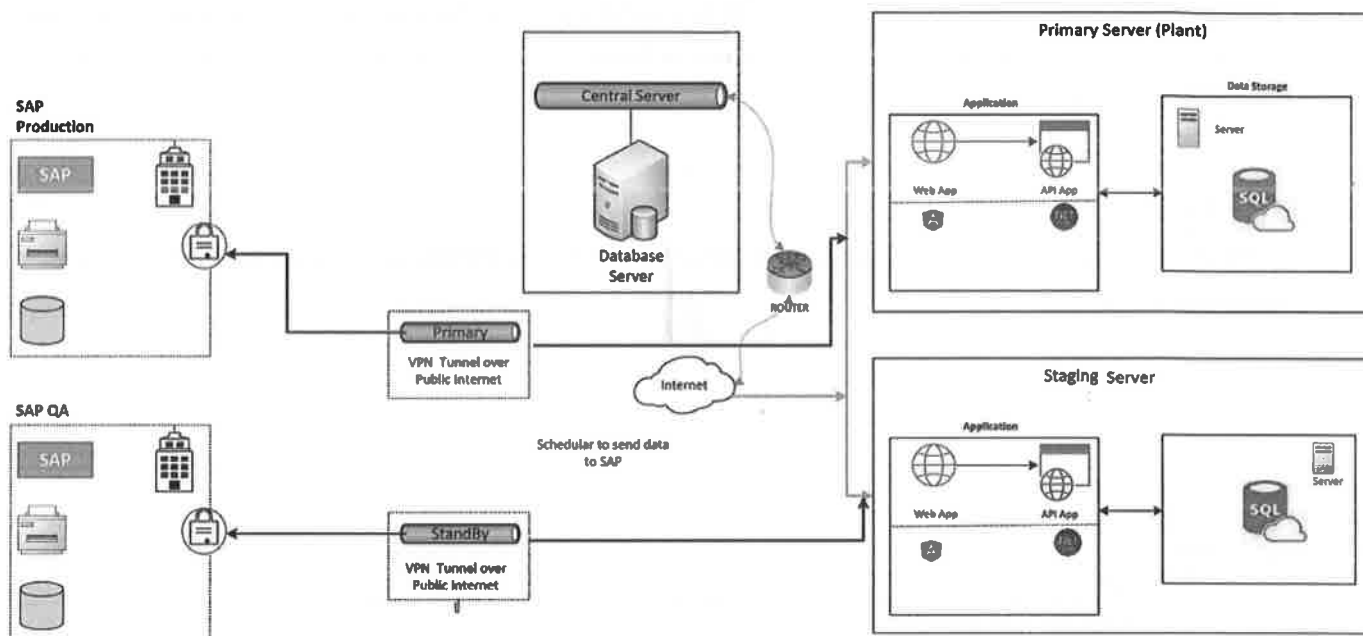 SAP
Production
SAP
Central Server
Database
Server
ROUTER
Primary
VPN Tunnel over
Public Internet
Internet
Schedular to send data
to SAP
SAP QA
SAP
StandBy
VPN Tunnel over
Public Internet
Primary Server (Plant)
Application
Web App
API App
A
Data Storage
Server
SQL
Staging Server
Application
Web App
API App
A
Server
SQL